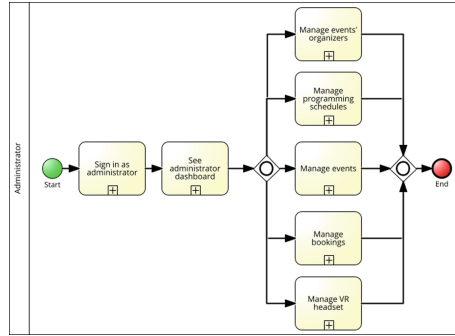 Administrator
Start
Sign in as
administrator
See
administrator
dashboard
Manage events'
organizers
Manage
programming
schedules
Manage events
Manage
bookings
Manage VR
headset
End